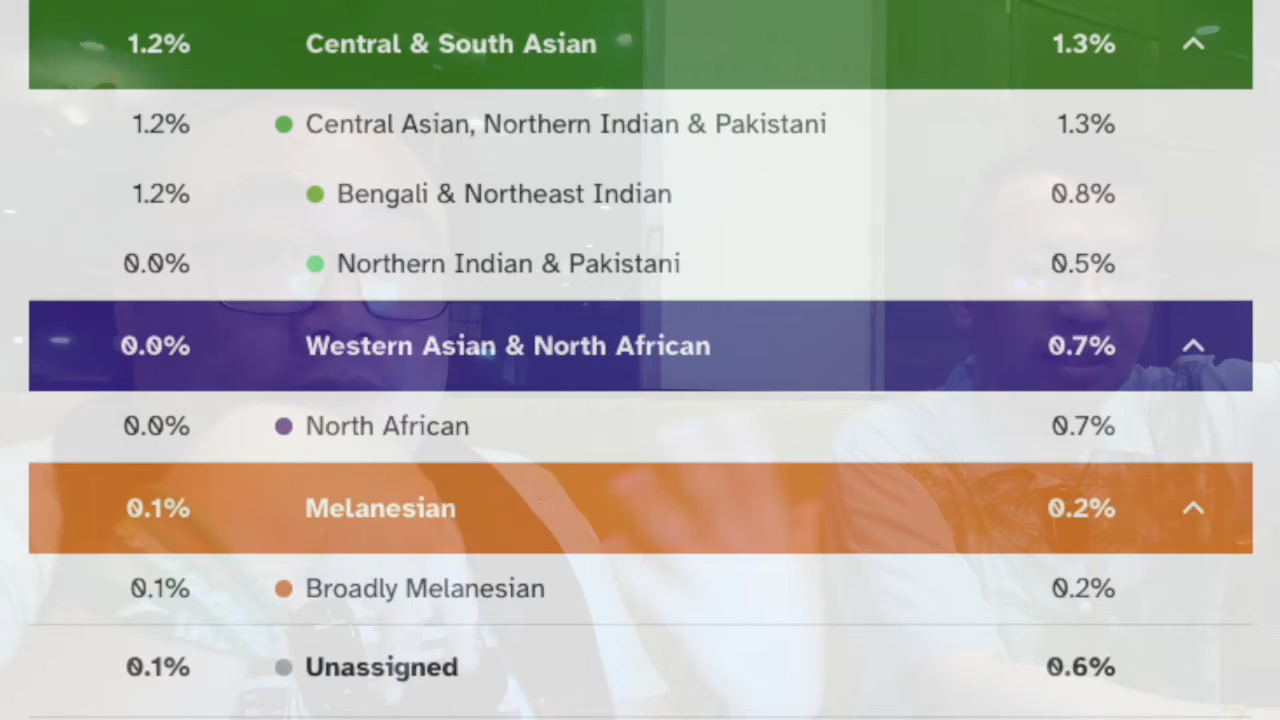 1.2% Central & South Asian 1.3%
1.2% Central Asian, Northern Indian & Pakistani 1.3%
1.2% Bengali & Northeast Indian 0.8%
0.0% Northern Indian & Pakistani 0.5%
0.0% Western Asian & North African 0.7%
0.0% North African 0.7%
0.1% Melanesian 0.2%
0.1% Broadly Melanesian 0.2%
0.1% Unassigned 0.6%